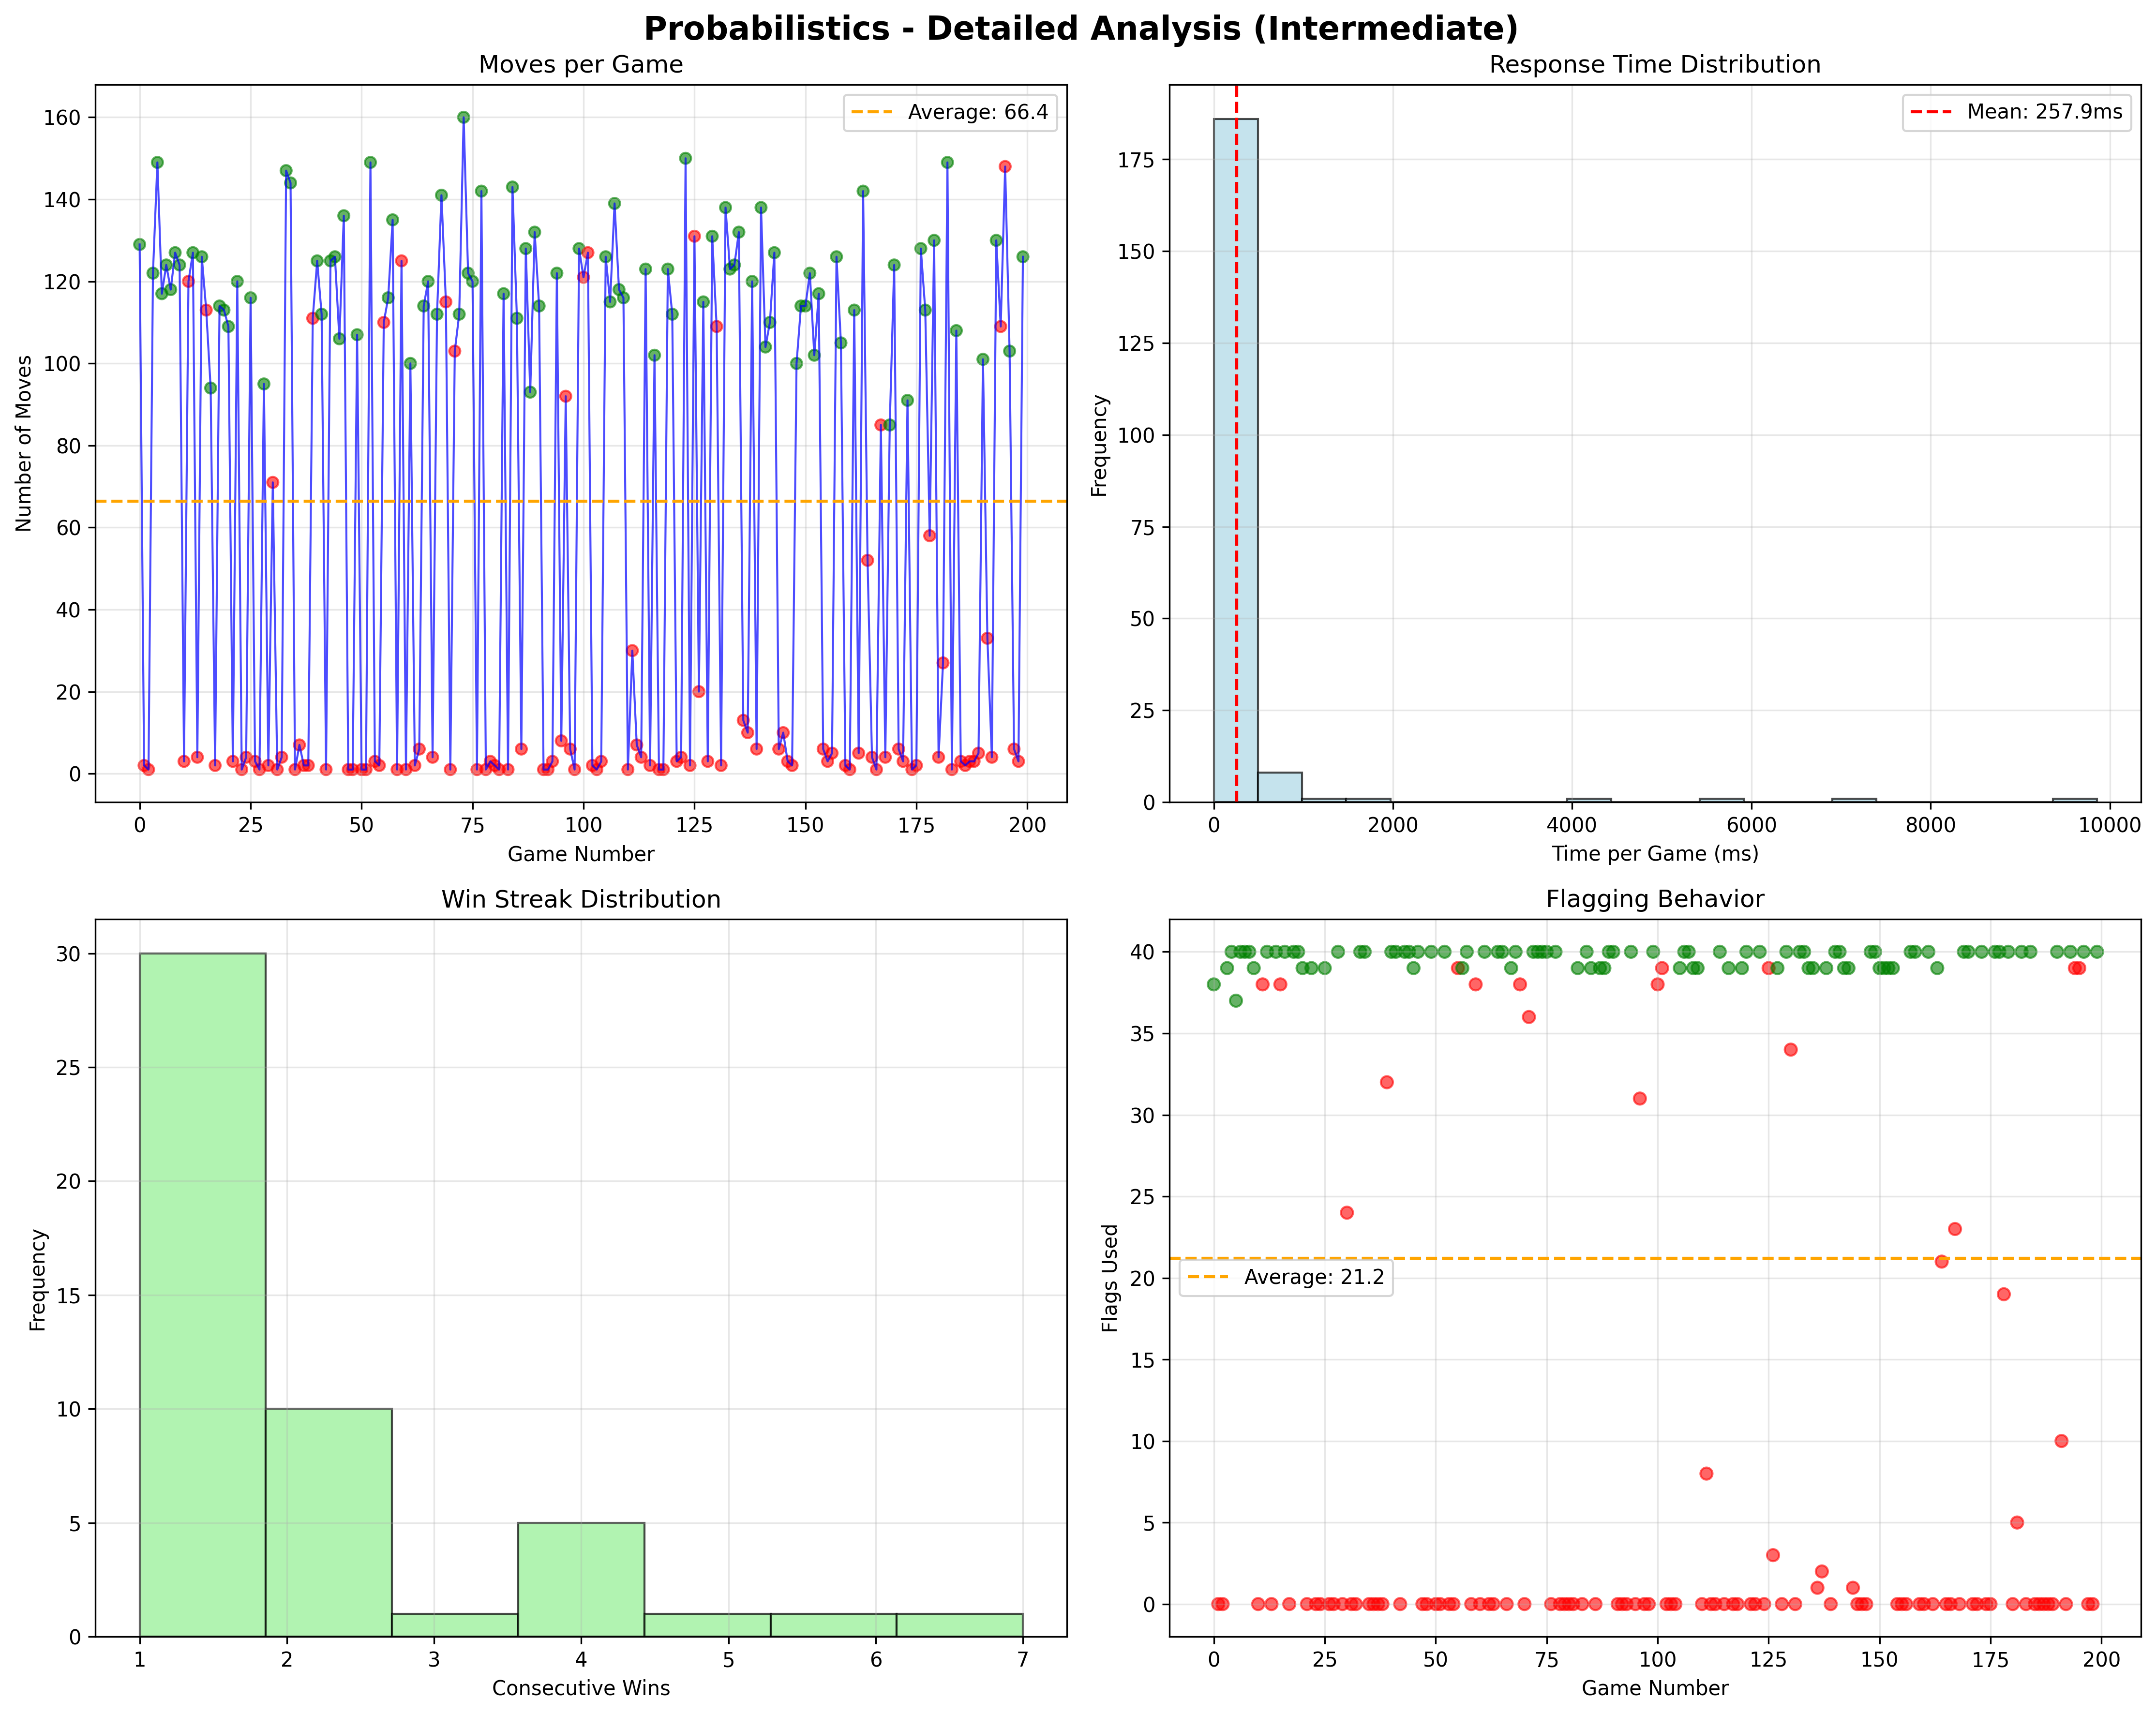 Probabilistics - Detailed Analysis (Intermediate)
Moves per Game
Average: 66.4
160
140
120
100
80
60
40
20
0
Number of Moves
0 25 50 75 100 125 150 175 200
Game Number
Response Time Distribution
Mean: 257.9ms
175
150
125
100
75
50
25
0
Frequency
0 2000 4000 6000 8000 10000
Time per Game (ms)
Win Streak Distribution
30
25
20
15
10
5
0
Frequency
1 2 3 4 5 6 7
Consecutive Wins
Flagging Behavior
40
35
30
25
20
15
10
5
0
Flags Used
Average: 21.2
0 25 50 75 100 125 150 175 200
Game Number